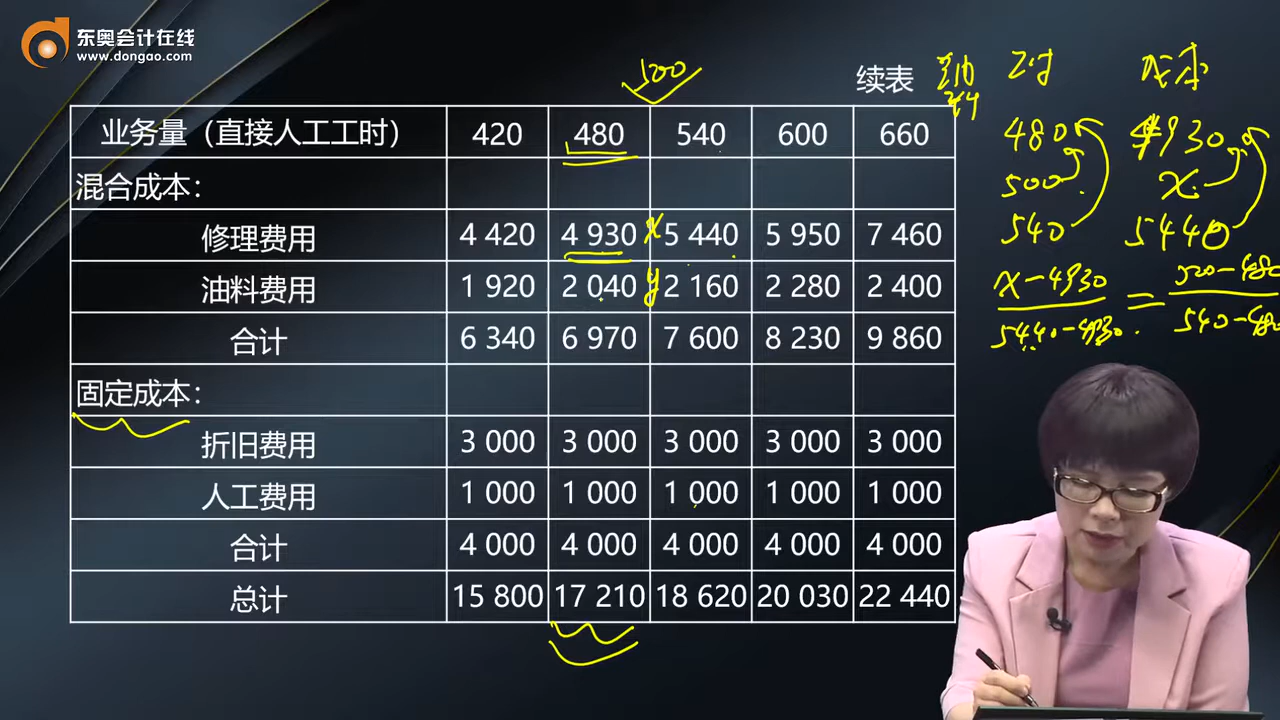 东奥会计在线
www.dongao.com
500
续表
业务量（直接人工工时） 420 480 540 600 660
混合成本：
修理费用 4 420 4 930 x 5 440 5 950 7 460
油料费用 1 920 2 040 y 2 160 2 280 2 400
合计 6 340 6 970 7 600 8 230 9 860
固定成本：
折旧费用 3 000 3 000 3 000 3 000 3 000
人工费用 1 000 1 000 1 000 1 000 1 000
合计 4 000 4 000 4 000 4 000 4 000
总计 15 800 17 210 18 620 20 030 22 440
工时 成本
480 4930
500 x
540 5440
x-4930 = 500-480
5440-4930 540-480